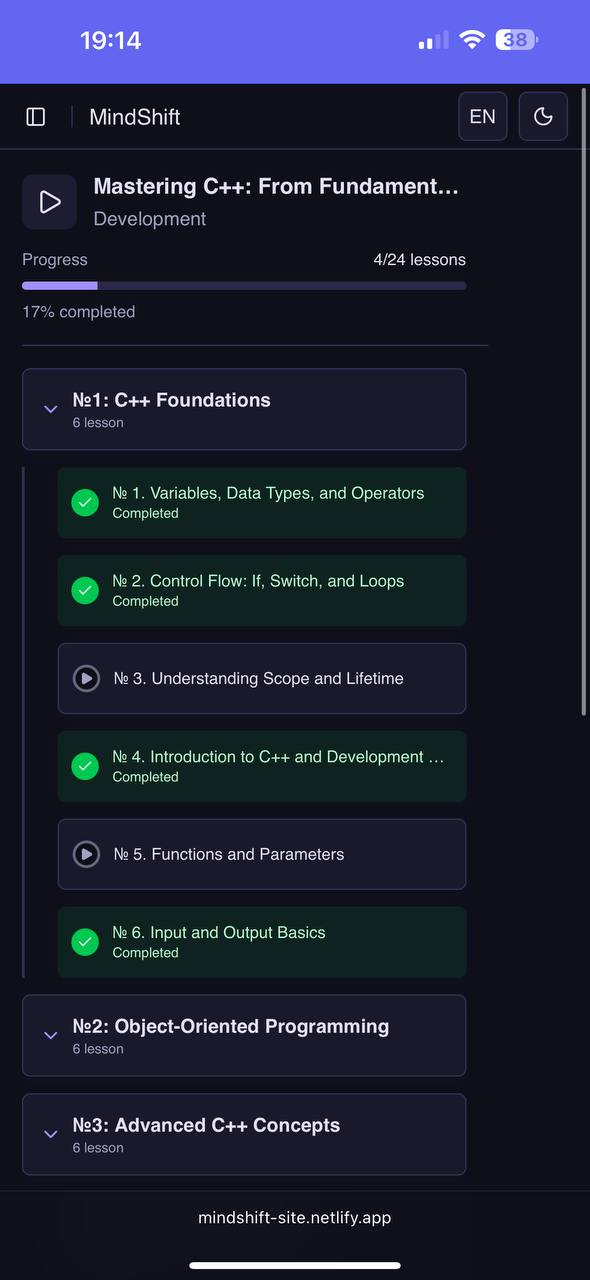 19:14
38
MindShift
EN
Mastering C++: From Fundament...
Development
Progress
4/24 lessons
17% completed
№1: C++ Foundations
6 lesson
№ 1. Variables, Data Types, and Operators
Completed
№ 2. Control Flow: If, Switch, and Loops
Completed
№ 3. Understanding Scope and Lifetime
№ 4. Introduction to C++ and Development ...
Completed
№ 5. Functions and Parameters
№ 6. Input and Output Basics
Completed
№2: Object-Oriented Programming
6 lesson
№3: Advanced C++ Concepts
6 lesson
mindshift-site.netlify.app